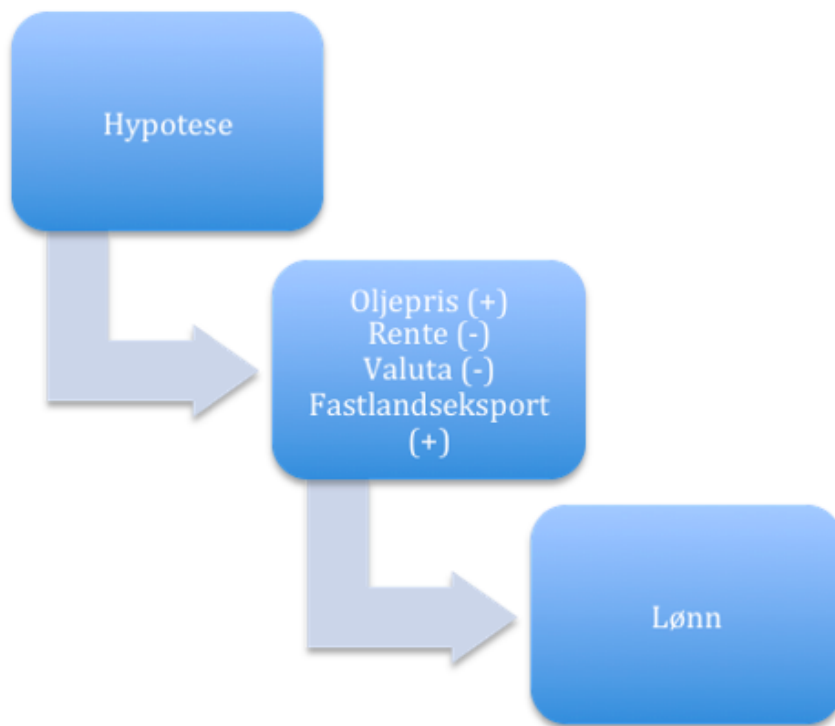 Hypotese
Oljepris (+)
Rente (-)
Valuta (-)
Fastlandseksport
(+)
Lønn